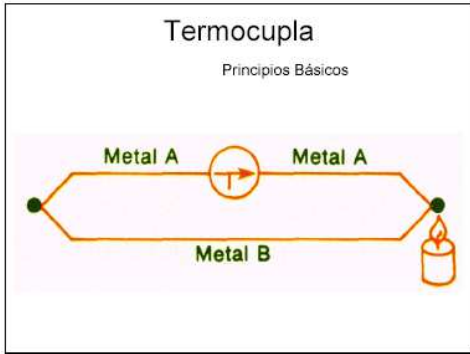 Termocupla
Principios Básicos
Metal A
Metal A
Metal B